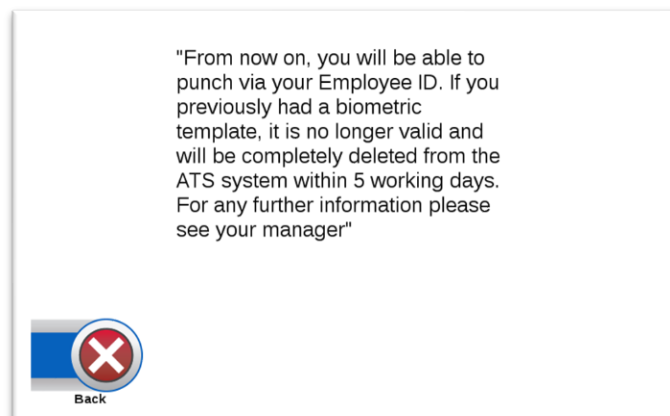 "From now on, you will be able to
punch via your Employee ID. If you
previously had a biometric
template, it is no longer valid and
will be completely deleted from the
ATS system within 5 working days.
For any further information please
see your manager"
Back